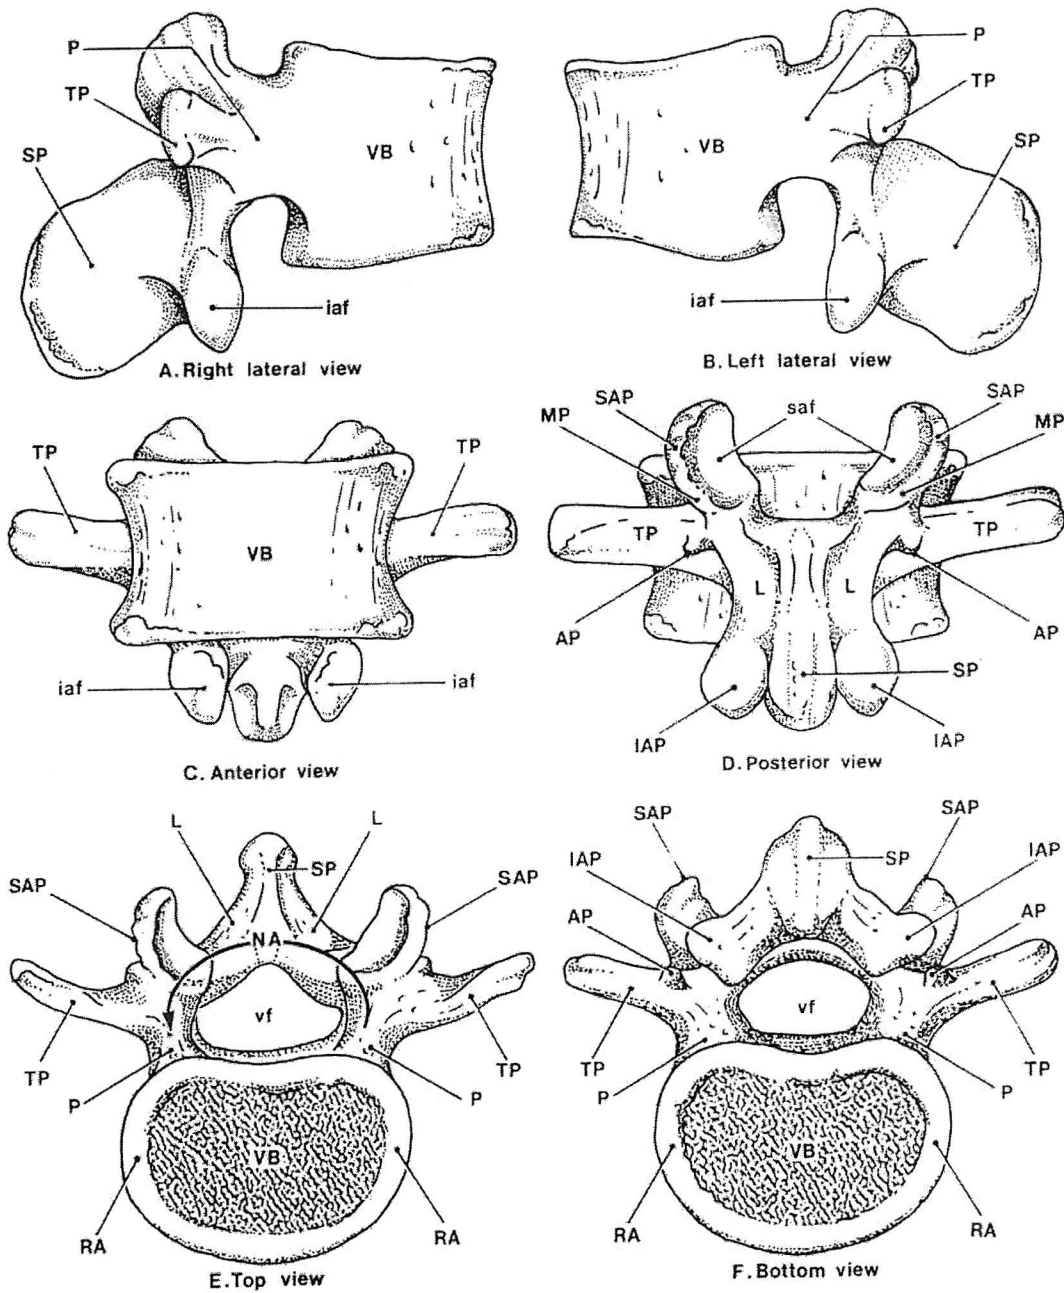 P
TP
SP
VB
iaf
A. Right lateral view
P
TP
SP
VB
iaf
B. Left lateral view
TP
TP
VB
iaf
iaf
C. Anterior view
SAP
saf
SAP
MP
MP
TP
TP
L
L
AP
AP
SP
IAP
IAP
D. Posterior view
L
L
SP
SAP
SAP
NA
vf
TP
TP
P
P
VB
RA
RA
E. Top view
SAP
SAP
IAP
SP
IAP
AP
AP
vf
TP
TP
P
P
VB
RA
RA
F. Bottom view